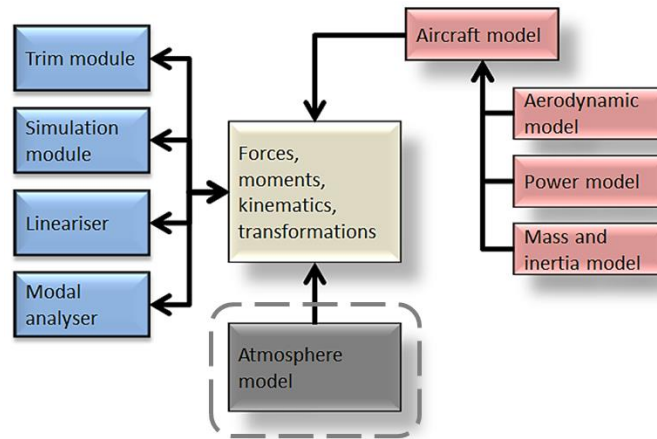 Trim module
Simulation
module
Lineariser
Modal
analyser
Forces,
moments,
kinematics,
transformations
Atmosphere
model
Aircraft model
Aerodynamic
model
Power model
Mass and
inertia model